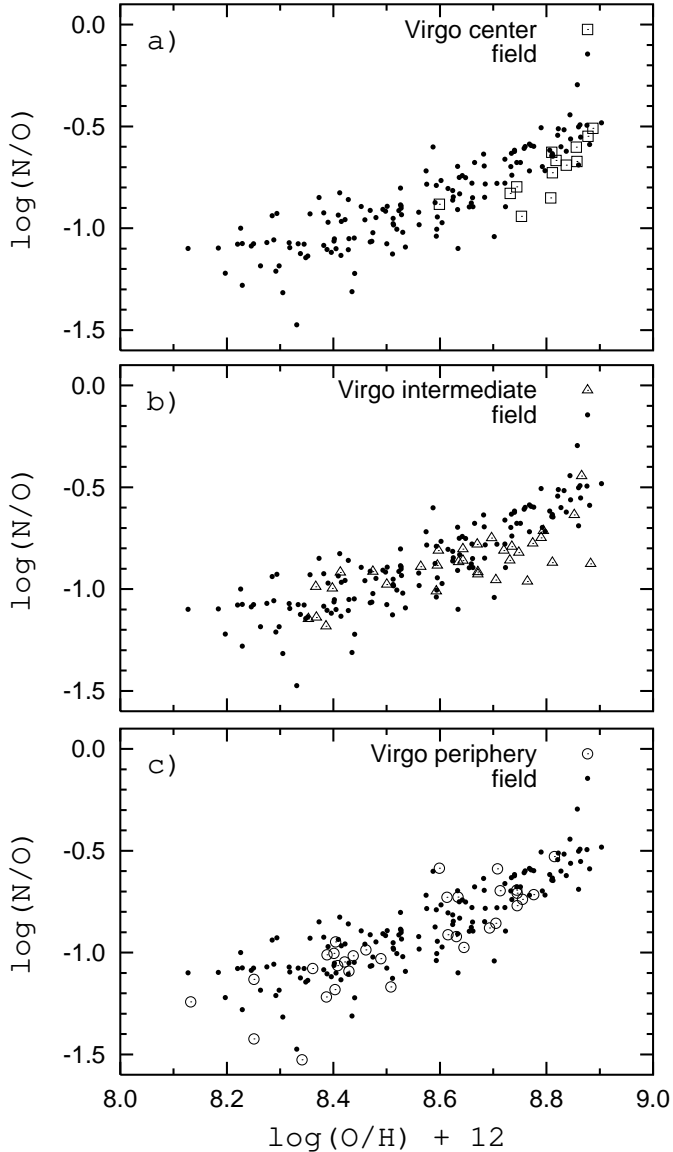 a)
Virgo center
field
0.0
-0.5
-1.0
-1.5
log(N/O)
b)
Virgo intermediate
field
0.0
-0.5
-1.0
-1.5
log(N/O)
c)
Virgo periphery
field
0.0
-0.5
-1.0
-1.5
log(N/O)
8.0 8.2 8.4 8.6 8.8 9.0
log(O/H) + 12